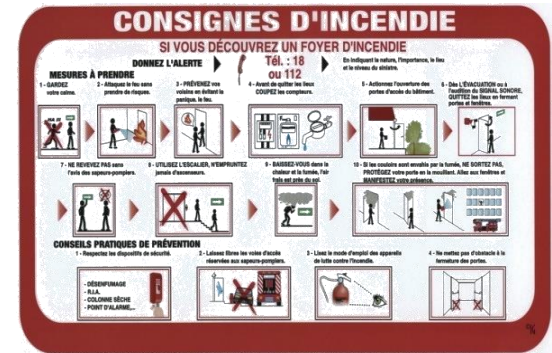 CONSIGNES D'INCENDIE
SI VOUS DÉCOUVREZ UN FOYER D'INCENDIE
DONNEZ L'ALERTE
Tél. : 18
ou 112
En indiquant la nature, l'importance, le lieu
et le niveau du sinistre.
MESURES À PRENDRE
1 - GARDEZ
votre calme.
2 - Attaquez le feu sans
prendre de risques.
3 - PRÉVENEZ vos
voisins en évitant la
panique. le feu.
4 - Avant de quitter les lieux
COUPEZ les compteurs.
5 - Actionnez l'ouverture des
portes d'accès du bâtiment.
6 - Dès L'ÉVACUATION ou à
l'audition du SIGNAL SONORE,
QUITTEZ les lieux en fermant
portes et fenêtres.
7 - NE REVENEZ PAS sans
l'avis des sapeurs-pompiers.
8 - UTILISEZ L'ESCALIER, N'EMPRUNTEZ
jamais d'ascenseurs.
9 - BAISSEZ-VOUS dans la
chaleur et la fumée, l'air
frais est près du sol.
10 - Si les couloirs sont envahis par la fumée, NE SORTEZ PAS,
PROTÉGEZ votre porte en la mouillant. Allez aux fenêtres et
MANIFESTEZ votre présence.
CONSEILS PRATIQUES DE PRÉVENTION
1 - Respectez les dispositifs de sécurité.
2 - Laissez libres les voies d'accès
réservées aux sapeurs-pompiers.
3 - Lisez le mode d'emploi des appareils
de lutte contre l'incendie.
4 - Ne mettez pas d'obstacle à la
fermeture des portes.
- DÉSENFUMAGE
- R.I.A.
- COLONNE SÈCHE
- POINT D'ALARME,...